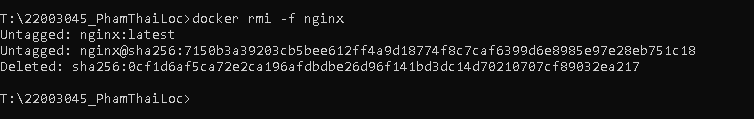 T:\22003045_PhamThaiLoc>docker rmi -f nginx
Untagged: nginx:latest
Untagged: nginx@sha256:7150b3a39203cb5bee612ff4a9d18774f8c7caf6399d6e8985e97e28eb751c18
Deleted: sha256:0cf1d6af5ca72e2ca196afdbdbe26d96f141bd3dc14d70210707cf89032ea217
T:\22003045_PhamThaiLoc>